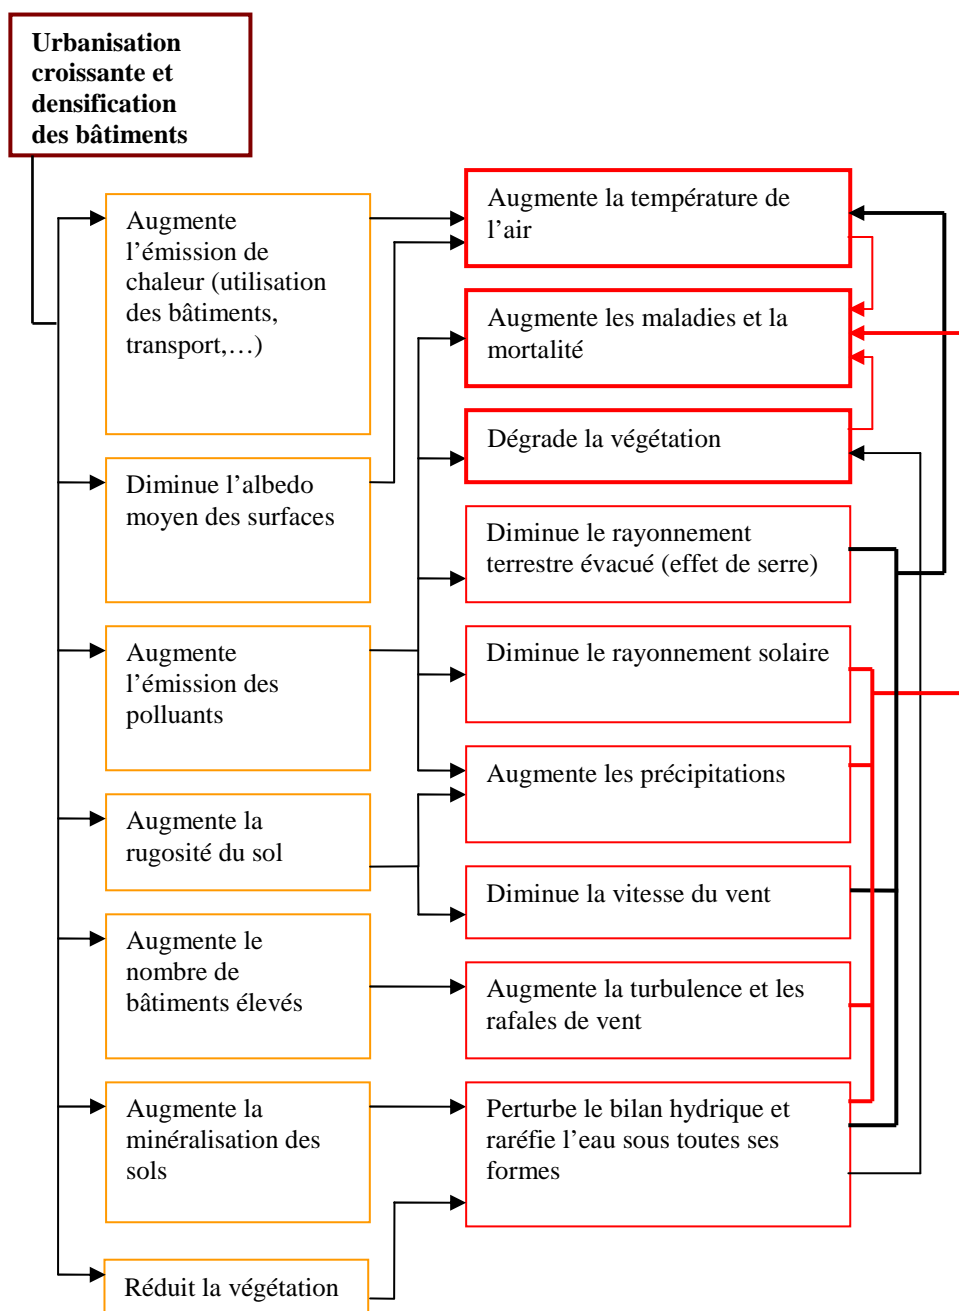 Urbanisation
croissante et
densification
des bâtiments
Augmente
l’émission de
chaleur (utilisation
des bâtiments,
transport,…)
Diminue l’albedo
moyen des surfaces
Augmente
l’émission des
polluants
Augmente la
rugosité du sol
Augmente le
nombre de
bâtiments élevés
Augmente la
minéralisation des
sols
Réduit la végétation
Augmente la température de
l’air
Augmente les maladies et la
mortalité
Dégrade la végétation
Diminue le rayonnement
terrestre évacué (effet de serre)
Diminue le rayonnement solaire
Augmente les précipitations
Diminue la vitesse du vent
Augmente la turbulence et les
rafales de vent
Perturbe le bilan hydrique et
raréfie l’eau sous toutes ses
formes